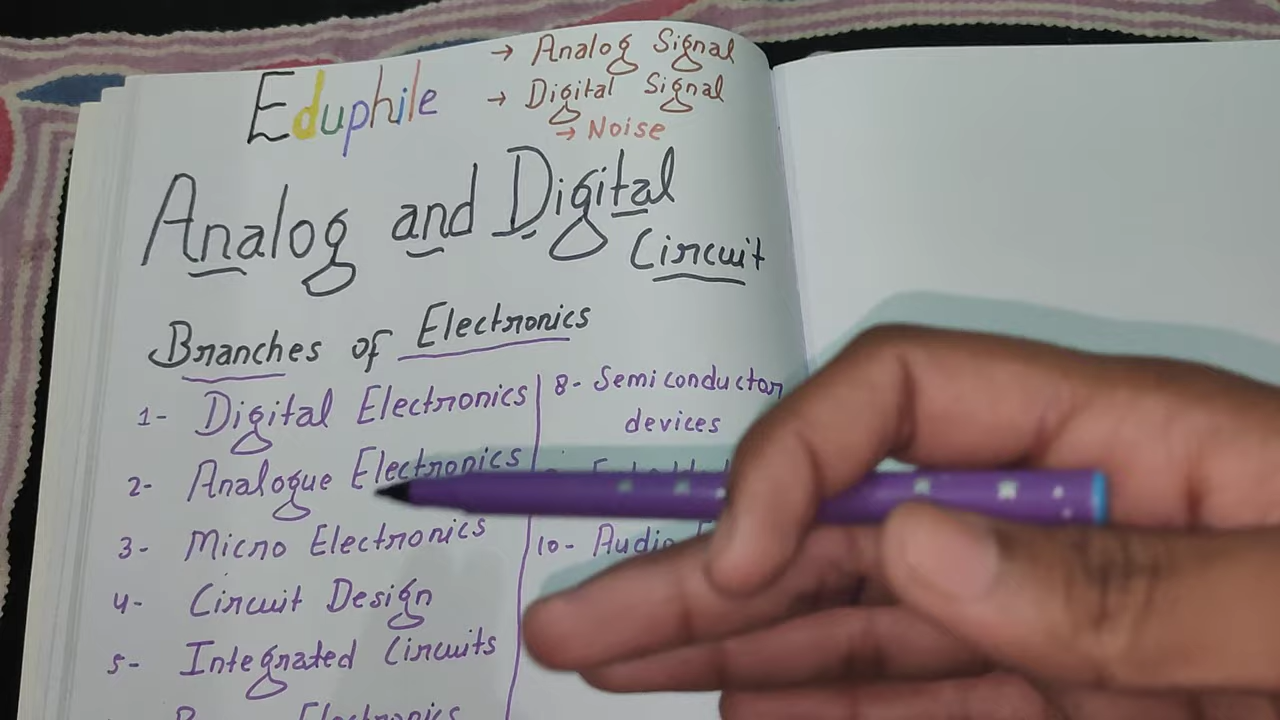 Eduphile
→ Analog Signal
→ Digital Signal
→ Noise
Analog and Digital
Circuit
Branches of Electronics
1- Digital Electronics
2- Analogue Electronics
3- Micro Electronics
4- Circuit Design
5- Integrated Circuits
Electronics
8- Semiconductor
devices
10- Audio